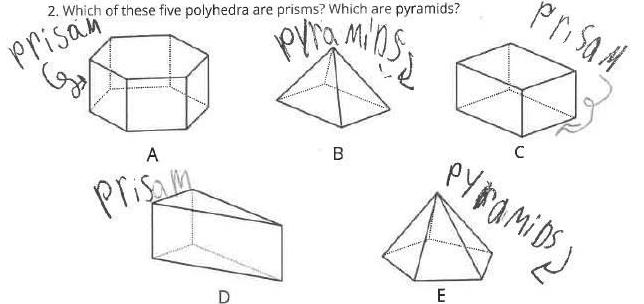 2. Which of these five polyhedra are prisms? Which are pyramids?
prisam
pyramids
prisam
A
B
C
prisam
pyramids
D
E